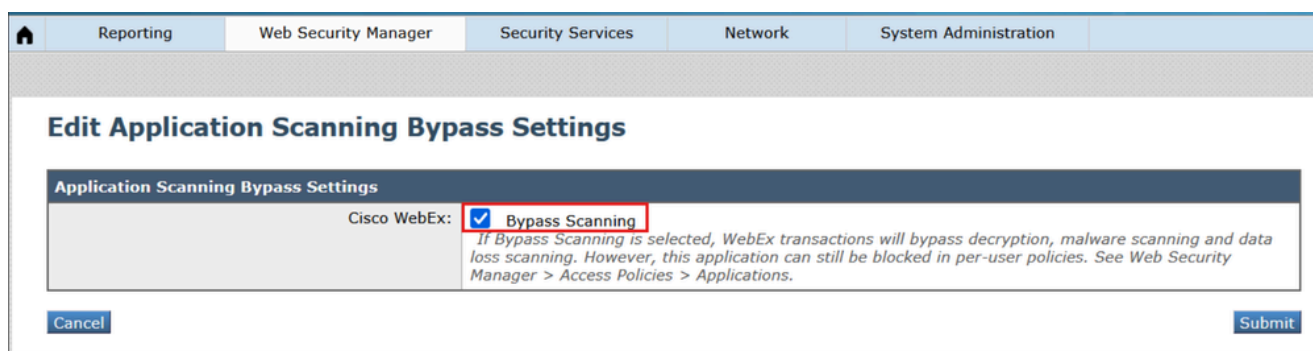 Reporting Web Security Manager Security Services Network System Administration
Edit Application Scanning Bypass Settings
Application Scanning Bypass Settings
Cisco WebEx: Bypass Scanning
If Bypass Scanning is selected, WebEx transactions will bypass decryption, malware scanning and data
loss scanning. However, this application can still be blocked in per-user policies. See Web Security
Manager > Access Policies > Applications.
Cancel Submit